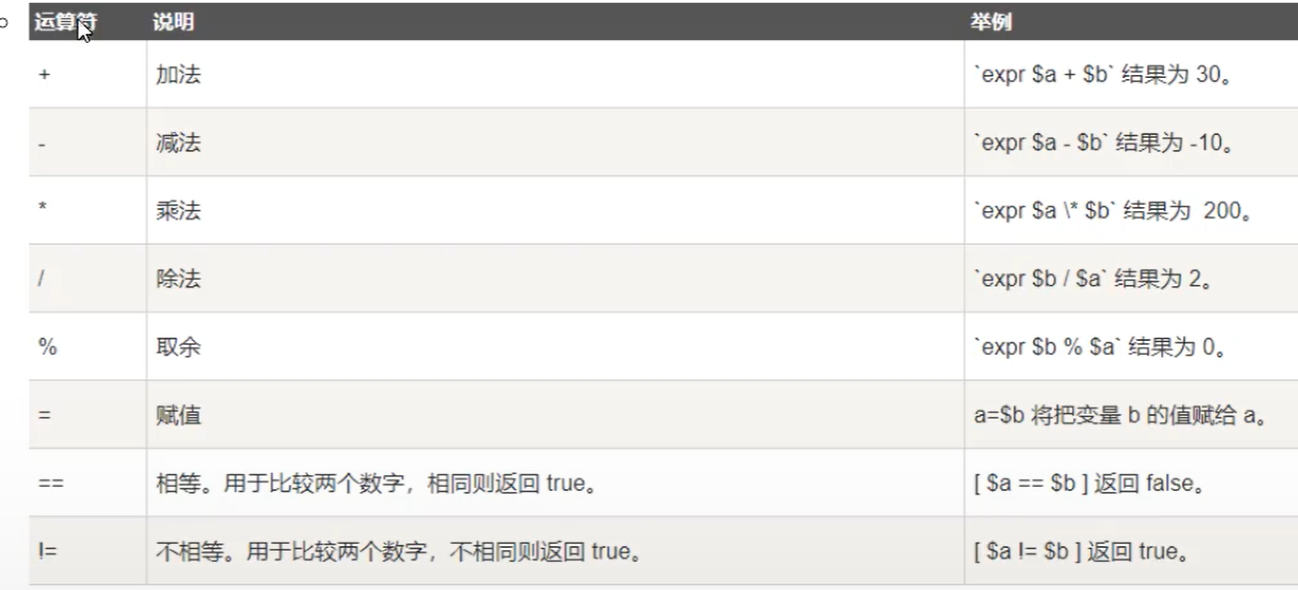 运算符 说明 举例
+ 加法 `expr $a + $b` 结果为 30。
- 减法 `expr $a - $b` 结果为 -10。
* 乘法 `expr $a \* $b` 结果为  200。
/ 除法 `expr $b / $a` 结果为 2。
% 取余 `expr $b % $a` 结果为 0。
= 赋值 a=$b 将把变量 b 的值赋给 a。
== 相等。用于比较两个数字，相同则返回 true。 [ $a == $b ] 返回 false。
!= 不相等。用于比较两个数字，不相同则返回 true。 [ $a != $b ] 返回 true。